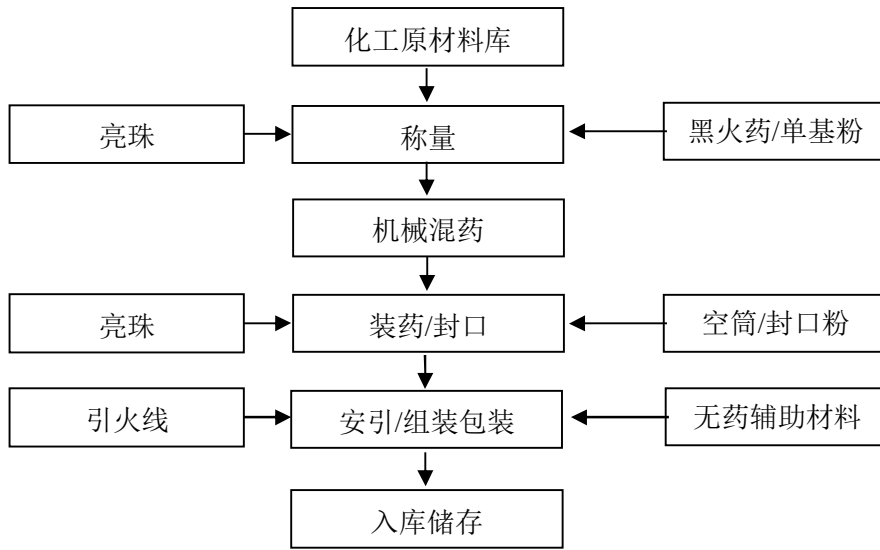 化工原材料库
亮珠
称量
黑火药/单基粉
机械混药
亮珠
装药/封口
空筒/封口粉
引火线
安引/组装包装
无药辅助材料
入库储存